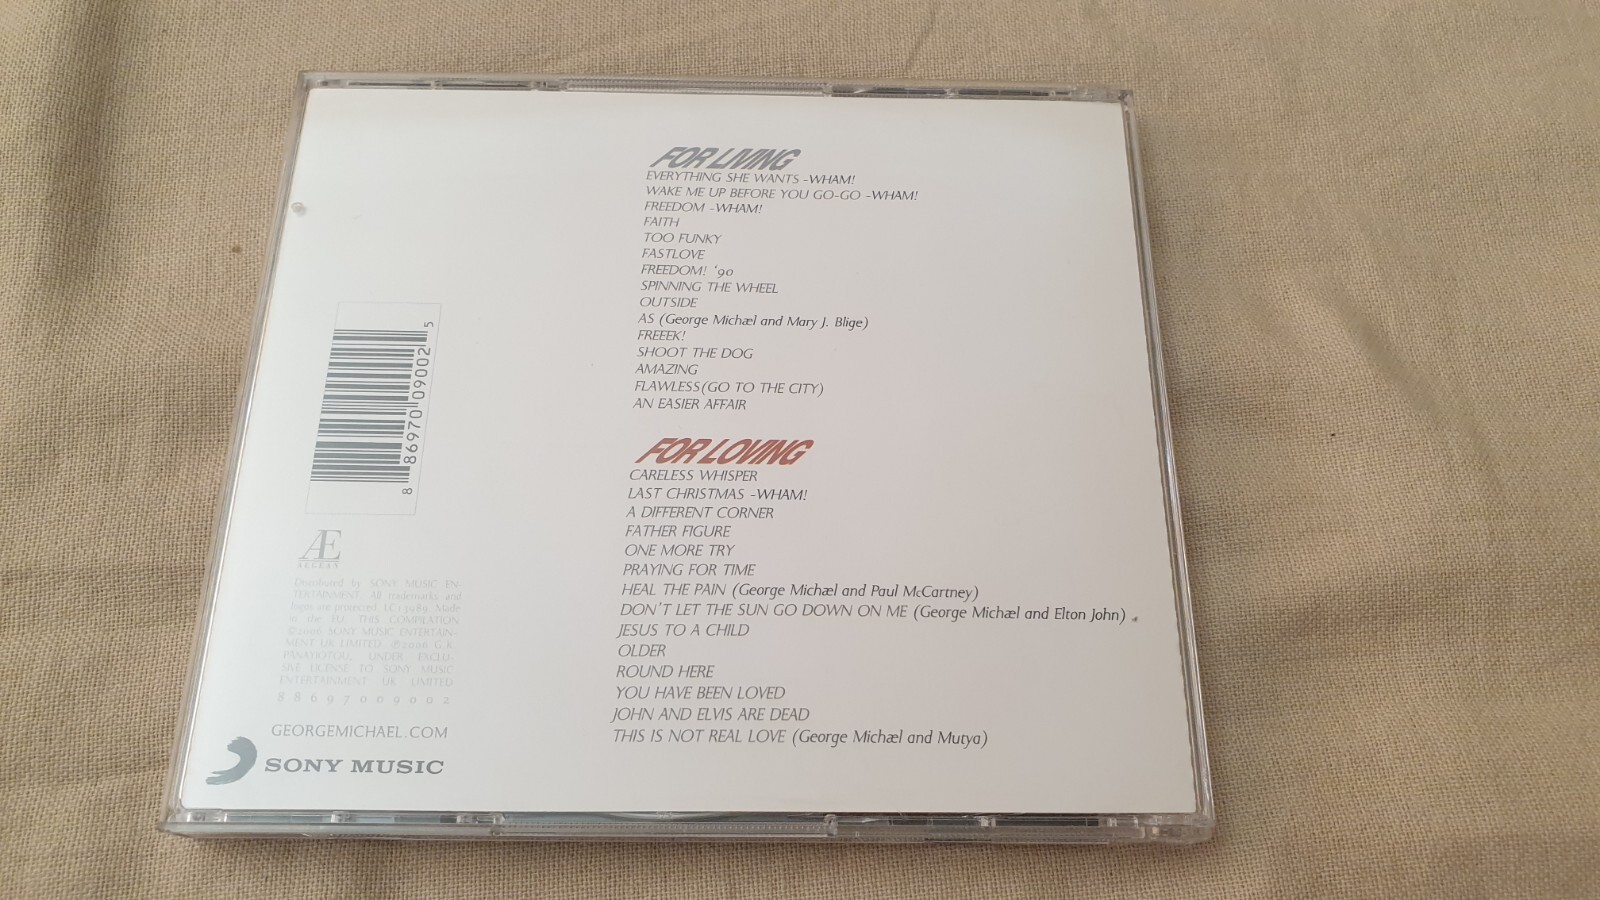 FOR LIVING
EVERYTHING SHE WANTS -WHAM!
WAKE ME UP BEFORE YOU GO-GO -WHAM!
FREEDOM -WHAM!
FAITH
TOO FUNKY
FASTLOVE
FREEDOM! '90
SPINNING THE WHEEL
OUTSIDE
AS (George Michæl and Mary J. Blige)
FREEEK!
SHOOT THE DOG
AMAZING
FLAWLESS(GO TO THE CITY)
AN EASIER AFFAIR
FOR LOVING
CARELESS WHISPER
LAST CHRISTMAS -WHAM!
A DIFFERENT CORNER
FATHER FIGURE
ONE MORE TRY
PRAYING FOR TIME
HEAL THE PAIN (George Michæl and Paul McCartney)
DON'T LET THE SUN GO DOWN ON ME (George Michæl and Elton John)
JESUS TO A CHILD
OLDER
ROUND HERE
YOU HAVE BEEN LOVED
JOHN AND ELVIS ARE DEAD
THIS IS NOT REAL LOVE (George Michæl and Mutya)
8 86970 09002 5
Æ
AEGEAN
Distributed by SONY MUSIC EN-
TERTAINMENT. All trademarks and
logos are protected. LC13989. Made
in the EU. THIS COMPILATION
©2006 SONY MUSIC ENTERTAIN-
MENT UK LIMITED. ℗2006 G.K.
PANAYIOTOU, UNDER EXCLU-
SIVE LICENSE TO SONY MUSIC
ENTERTAINMENT UK LIMITED
88697009002
GEORGEMICHAEL.COM
SONY MUSIC